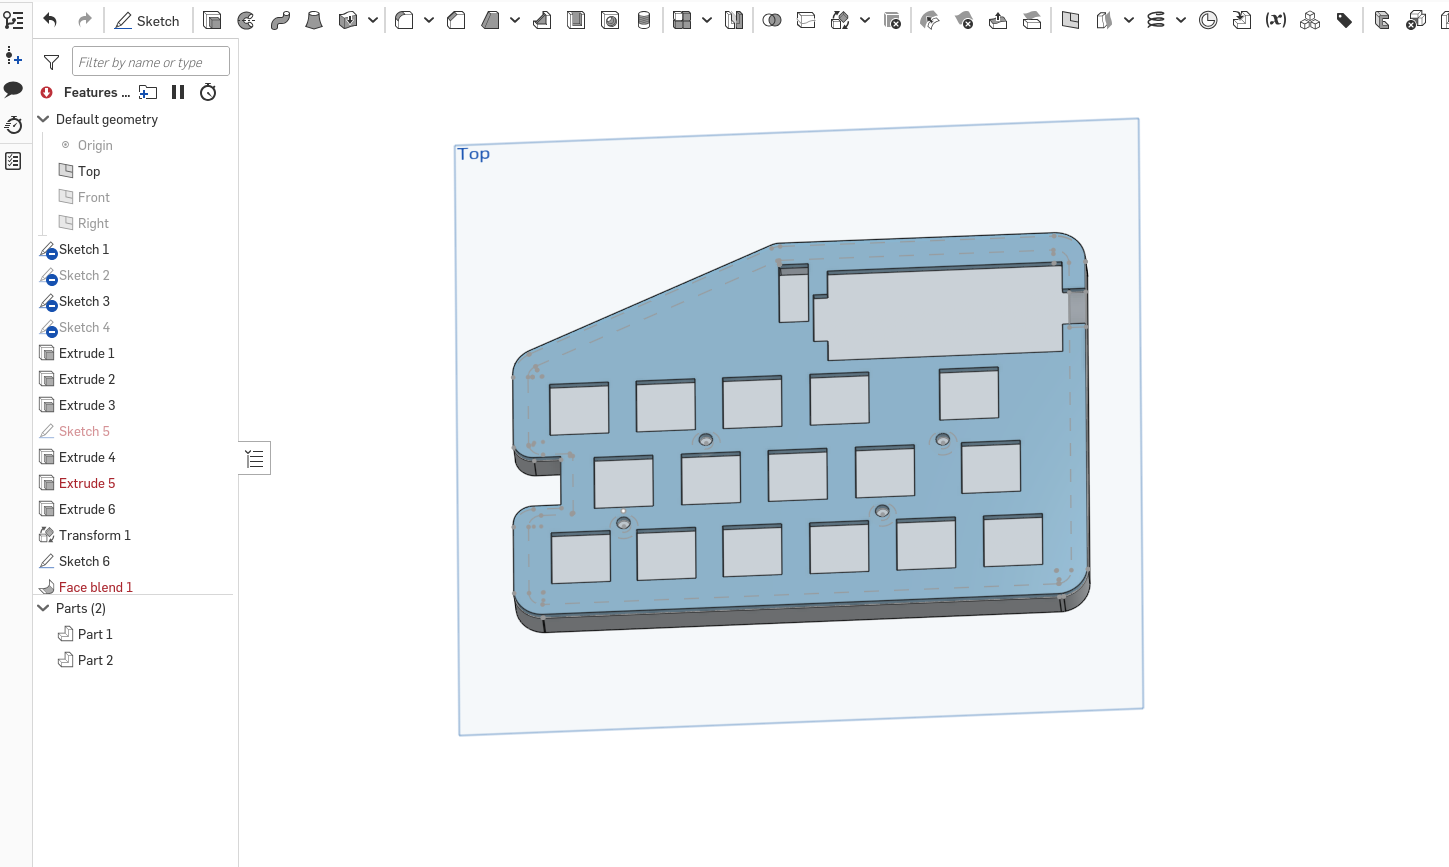 Sketch
Filter by name or type
Features ...
Default geometry
Origin
Top
Front
Right
Sketch 1
Sketch 2
Sketch 3
Sketch 4
Extrude 1
Extrude 2
Extrude 3
Sketch 5
Extrude 4
Extrude 5
Extrude 6
Transform 1
Sketch 6
Face blend 1
Parts (2)
Part 1
Part 2
(x)
Top